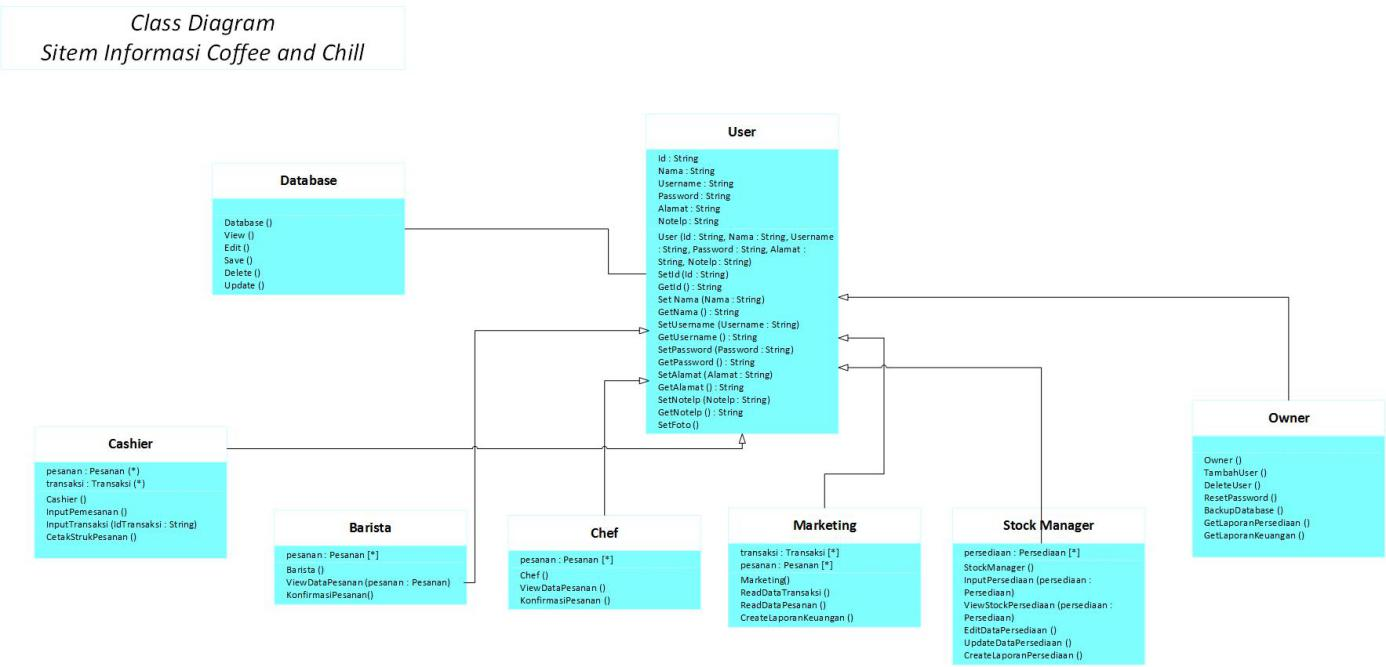 Class Diagram
Sitem Informasi Coffee and Chill
User
Id : String
Nama : String
Username : String
Password : String
Alamat : String
Notelp : String
User (Id : String, Nama : String, Username
: String, Password : String, Alamat :
String, Notelp : String)
SetId (Id : String)
GetId () : String
Set Nama (Nama : String)
GetNama () : String
SetUsername (Username : String)
GetUsername () : String
SetPassword (Password : String)
GetPassword () : String
SetAlamat (Alamat : String)
GetAlamat () : String
SetNotelp (Notelp : String)
GetNotelp () : String
SetFoto ()
Database
Database ()
View ()
Edit ()
Save ()
Delete ()
Update ()
Cashier
pesanan : Pesanan (*)
transaksi : Transaksi (*)
Cashier ()
InputPemesanan ()
InputTransaksi (IdTransaksi : String)
CetakStrukPesanan ()
Barista
pesanan : Pesanan [*]
Barista ()
ViewDataPesanan (pesanan : Pesanan)
KonfirmasiPesanan()
Chef
pesanan : Pesanan [*]
Chef ()
ViewDataPesanan ()
KonfirmasiPesanan ()
Marketing
transaksi : Transaksi [*]
pesanan : Pesanan [*]
Marketing()
ReadDataTransaksi ()
ReadDataPesanan ()
CreateLaporanKeuangan ()
Stock Manager
persediaan : Persediaan [*]
StockManager ()
InputPersediaan (persediaan :
Persediaan)
ViewStockPersediaan (persediaan :
Persediaan)
EditDataPersediaan ()
UpdateDataPersediaan ()
CreateLaporanPersediaan ()
Owner
Owner ()
TambahUser ()
DeleteUser ()
ResetPassword ()
BackupDatabase ()
GetLaporanPersediaan ()
GetLaporanKeuangan ()